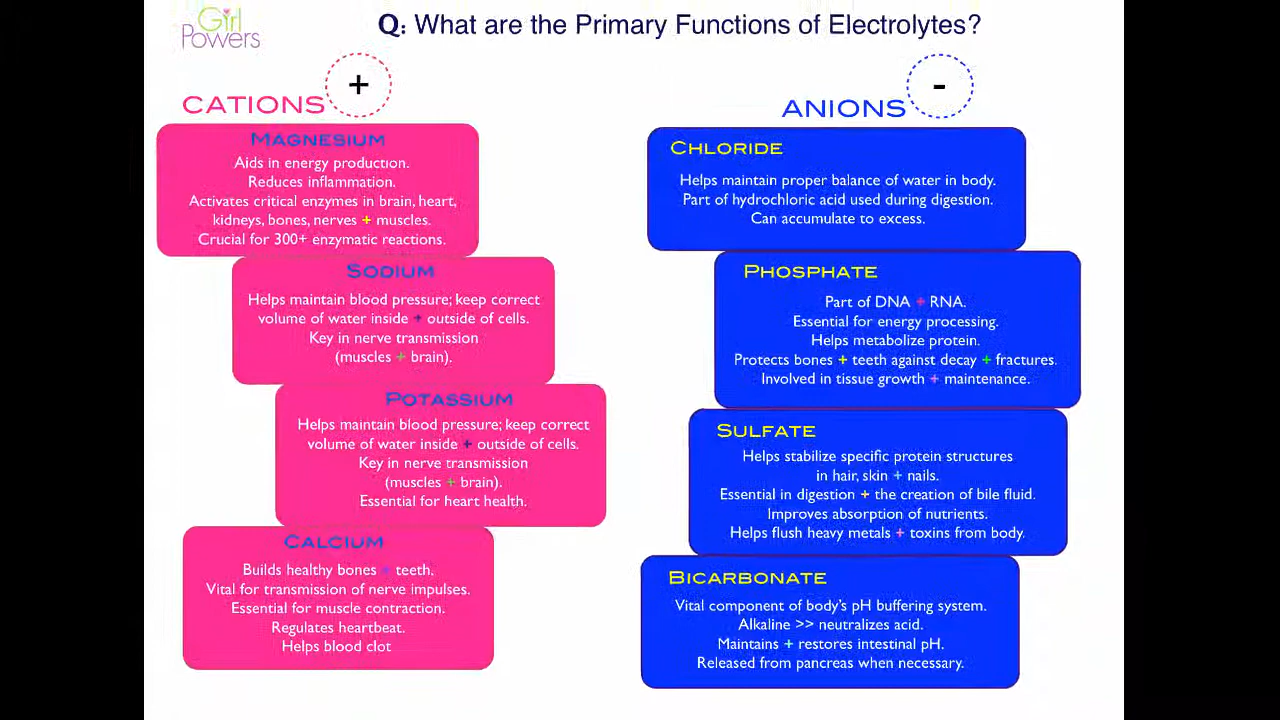 Girl
Powers
Q: What are the Primary Functions of Electrolytes?
+
CATIONS
MAGNESIUM
Aids in energy production.
Reduces inflammation.
Activates critical enzymes in brain, heart,
kidneys, bones, nerves + muscles.
Crucial for 300+ enzymatic reactions.
SODIUM
Helps maintain blood pressure; keep correct
volume of water inside + outside of cells.
Key in nerve transmission
(muscles + brain).
POTASSIUM
Helps maintain blood pressure; keep correct
volume of water inside + outside of cells.
Key in nerve transmission
(muscles + brain).
Essential for heart health.
CALCIUM
Builds healthy bones + teeth.
Vital for transmission of nerve impulses.
Essential for muscle contraction.
Regulates heartbeat.
Helps blood clot
-
ANIONS
CHLORIDE
Helps maintain proper balance of water in body.
Part of hydrochloric acid used during digestion.
Can accumulate to excess.
PHOSPHATE
Part of DNA + RNA.
Essential for energy processing.
Helps metabolize protein.
Protects bones + teeth against decay + fractures.
Involved in tissue growth + maintenance.
SULFATE
Helps stabilize specific protein structures
in hair, skin + nails.
Essential in digestion + the creation of bile fluid.
Improves absorption of nutrients.
Helps flush heavy metals + toxins from body.
BICARBONATE
Vital component of body's pH buffering system.
Alkaline >> neutralizes acid.
Maintains + restores intestinal pH.
Released from pancreas when necessary.